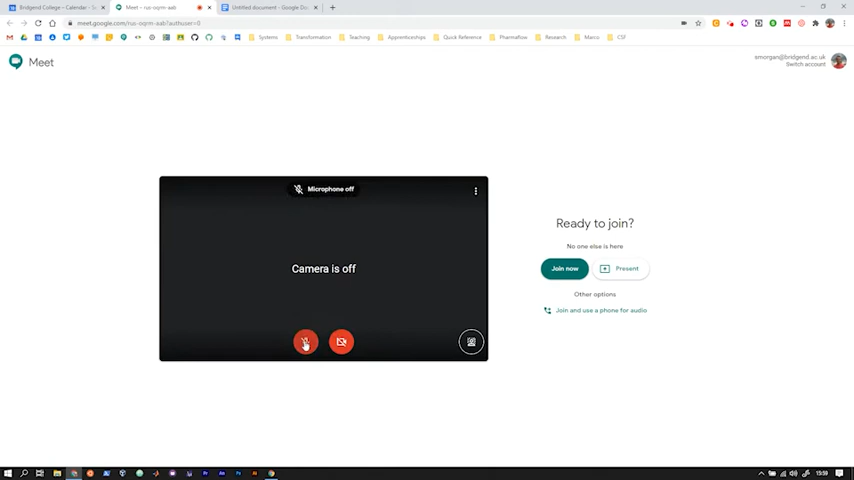 Bridgend College - Calendar - S
Meet – rus-oqrm-aab
Untitled document - Google Do
meet.google.com/rus-oqrm-aab?authuser=0
Systems
Transformation
Teaching
Apprenticeships
Quick Reference
Pharmaflow
Research
Macro
CSF
Meet
smorgan@bridgend.ac.uk
Switch account
Microphone off
Camera is off
Ready to join?
No one else is here
Join now
Present
Other options
Join and use a phone for audio
15:59